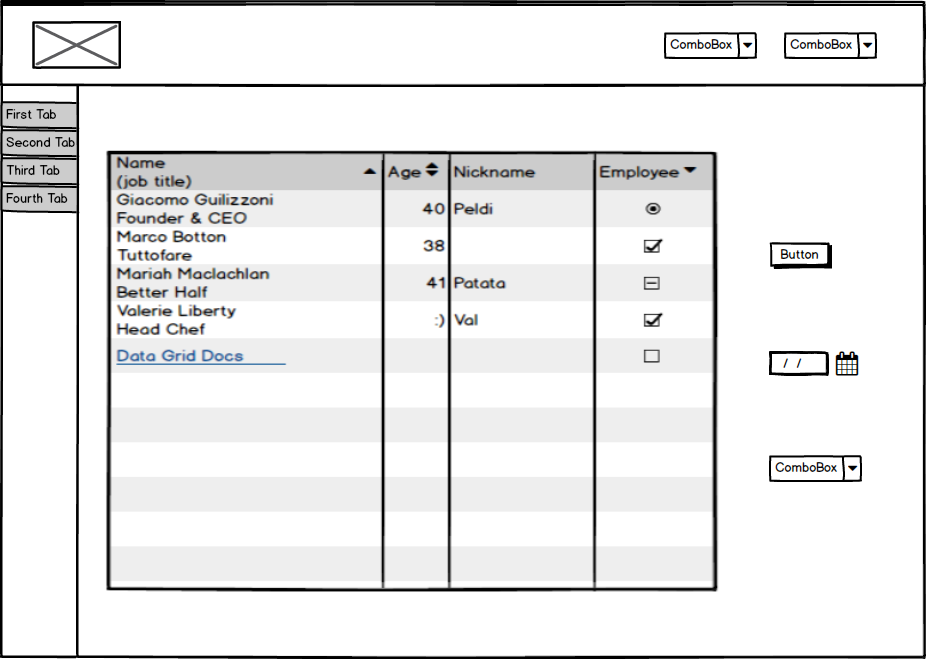 ComboBox ComboBox
First Tab
Second Tab
Third Tab
Fourth Tab
Name
(job title) Age Nickname Employee
Giacomo Guilizzoni
Founder & CEO 40 Peldi
Marco Botton
Tuttofare 38
Mariah Maclachlan
Better Half 41 Patata
Valerie Liberty
Head Chef :) Val
Data Grid Docs
Button
/ /
ComboBox